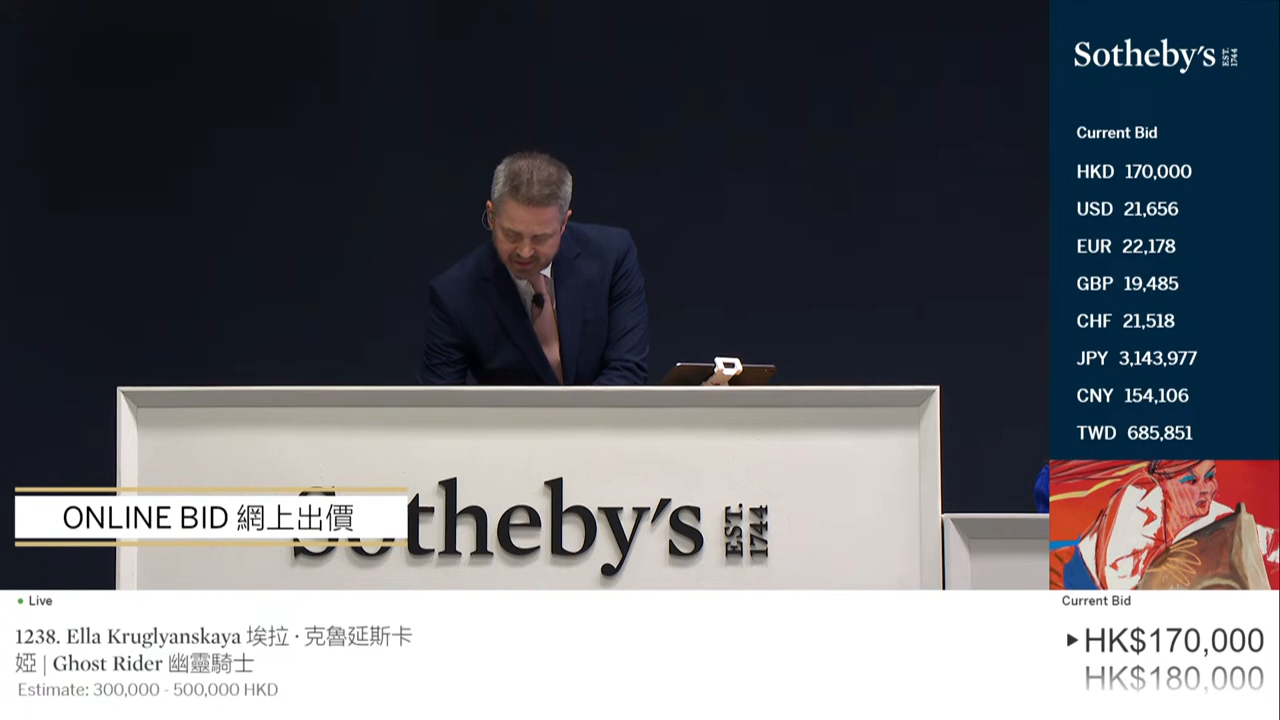 Sotheby's EST. 1744
Current Bid
HKD 170,000
USD 21,656
EUR 22,178
GBP 19,485
CHF 21,518
JPY 3,143,977
CNY 154,106
TWD 685,851
ONLINE BID 網上出價
Sotheby's EST. 1744
Live
1238. Ella Kruglyanskaya 埃拉 · 克魯延斯卡
婭 | Ghost Rider 幽靈騎士
Estimate: 300,000 - 500,000 HKD
Current Bid
HK$170,000
HK$180,000